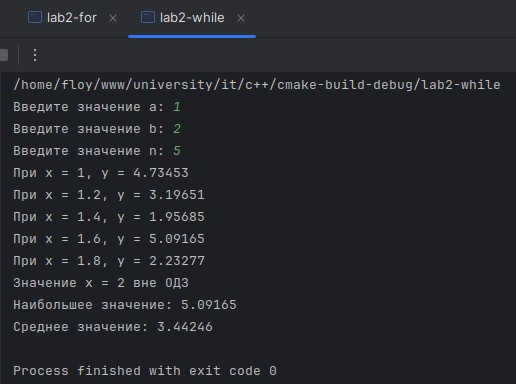 lab2-for × lab2-while ×
/home/floy/www/university/it/c++/cmake-build-debug/lab2-while
Введите значение a: 1
Введите значение b: 2
Введите значение n: 5
При x = 1, y = 4.73453
При x = 1.2, y = 3.19651
При x = 1.4, y = 1.95685
При x = 1.6, y = 5.09165
При x = 1.8, y = 2.23277
Значение x = 2 вне ОДЗ
Наибольшее значение: 5.09165
Среднее значение: 3.44246
Process finished with exit code 0